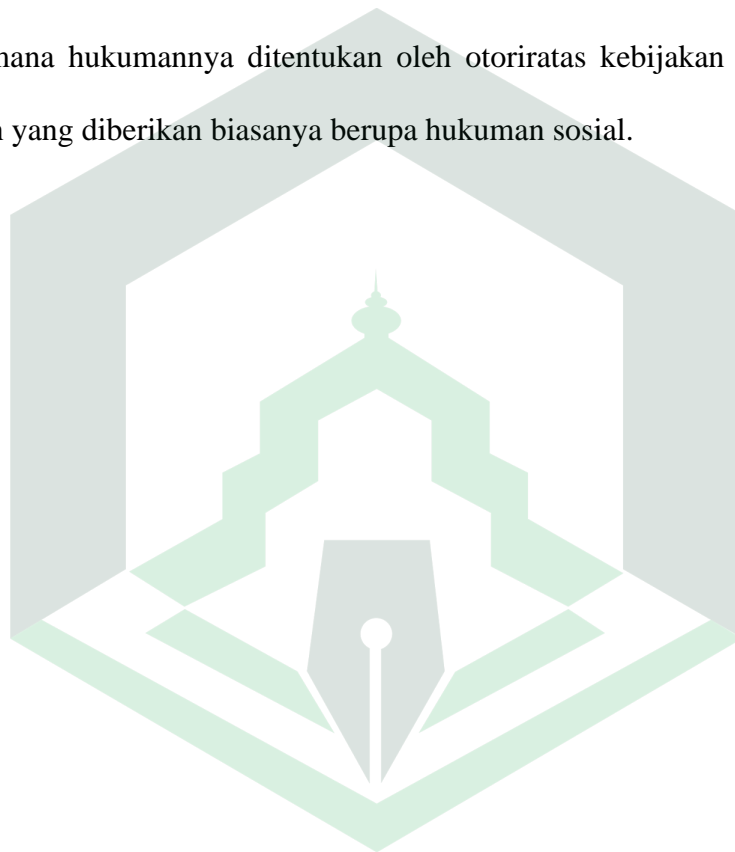 mana hukumannya ditentukan oleh otoriratas kebijakan
yang diberikan biasanya berupa hukuman sosial.